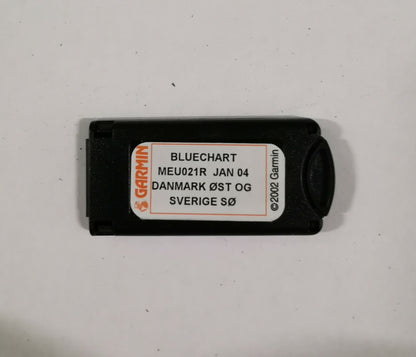 GARMIN
BLUECHART
MEU021R JAN 04
DANMARK ØST OG
SVERIGE SØ
©2002 Garmin